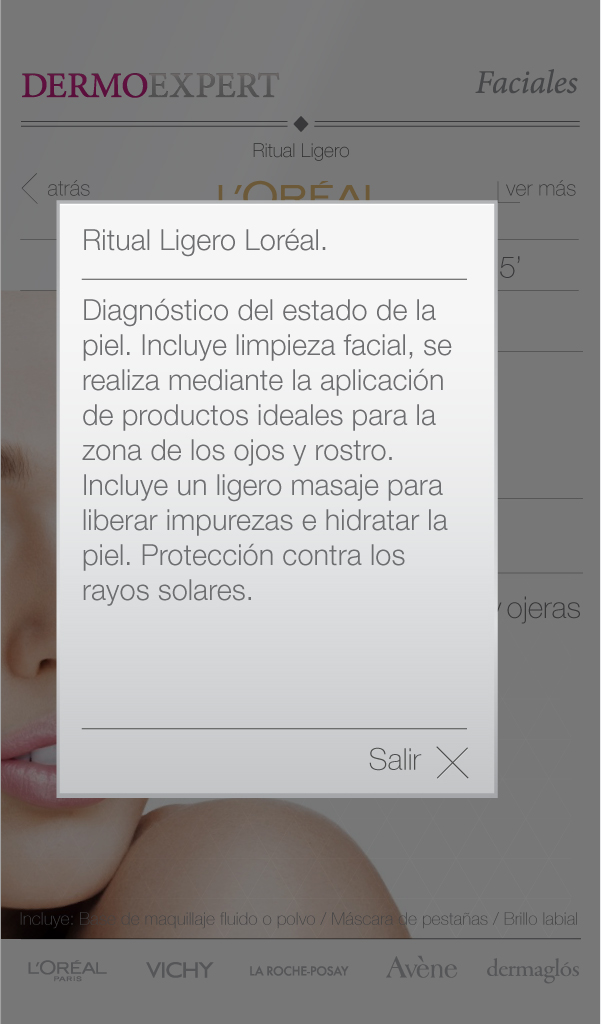 DERMOEXPERT
Faciales
Ritual Ligero
atrás
L'ORÉAL
ver más
5’
Ritual Ligero Loréal.
Diagnóstico del estado de la
piel. Incluye limpieza facial, se
realiza mediante la aplicación
de productos ideales para la
zona de los ojos y rostro.
Incluye un ligero masaje para
liberar impurezas e hidratar la
piel. Protección contra los
rayos solares.
y ojeras
Salir
Incluye: Base de maquillaje fluido o polvo / Máscara de pestañas / Brillo labial
L'ORÉAL
PARIS
VICHY
LA ROCHE-POSAY
Avène
dermaglós